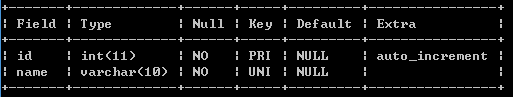 +-------+-------------+------+-----+---------+----------------+
| Field | Type        | Null | Key | Default | Extra          |
+-------+-------------+------+-----+---------+----------------+
| id    | int(11)     | NO   | PRI | NULL    | auto_increment |
| name  | varchar(10) | NO   | UNI | NULL    |                |
+-------+-------------+------+-----+---------+----------------+